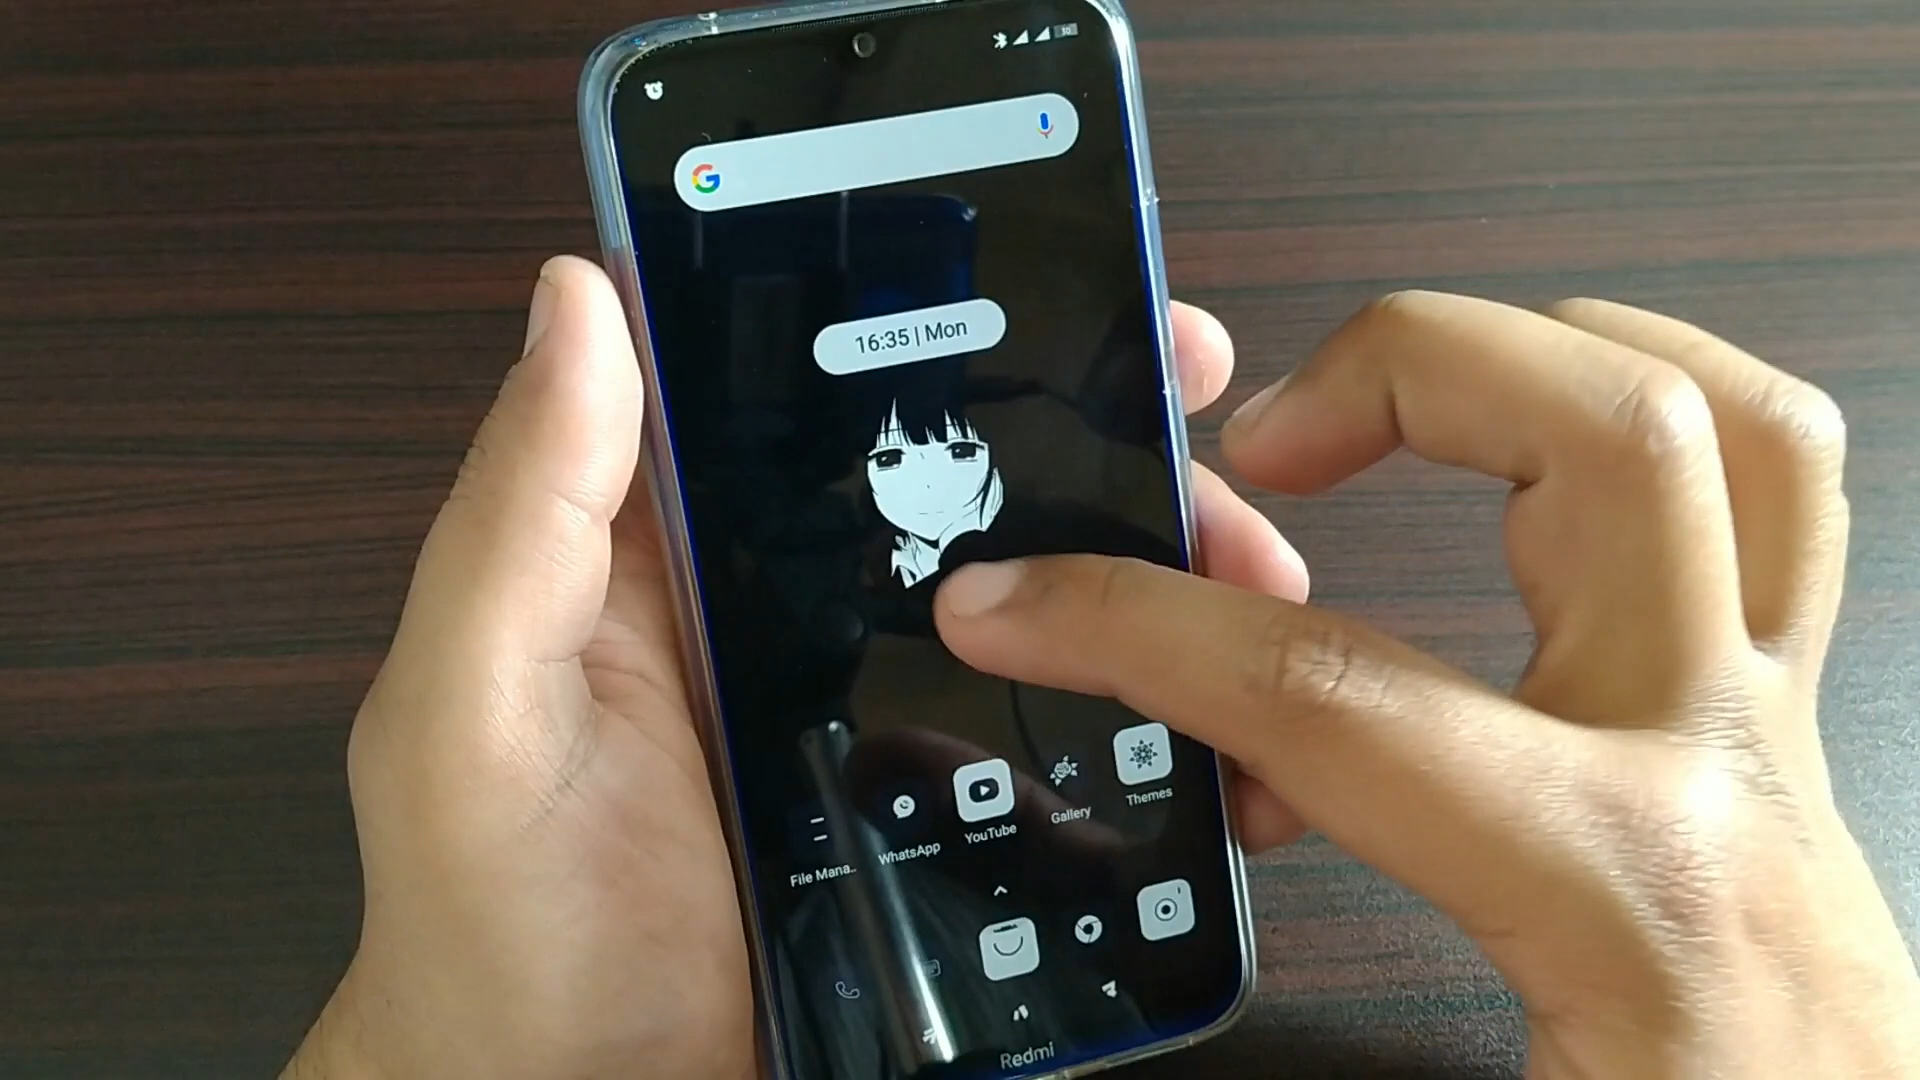 16:35 | Mon
File Mana..
WhatsApp
YouTube
Gallery
Themes
Redmi